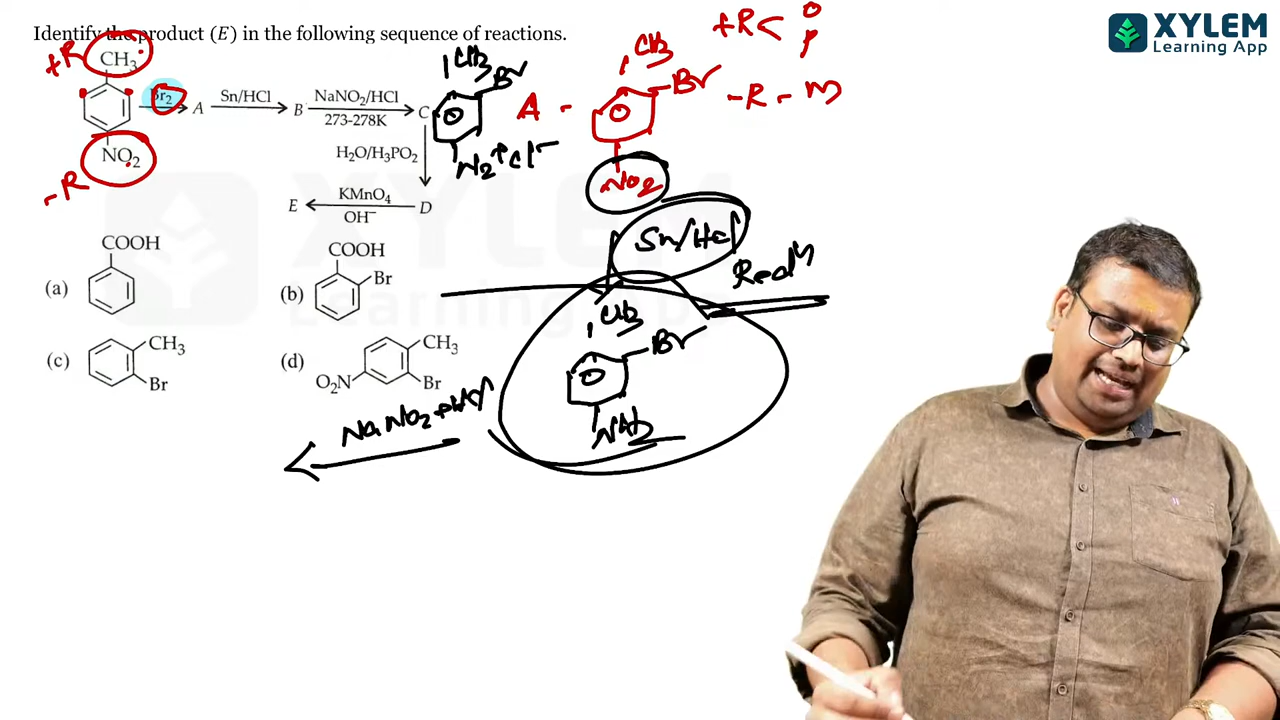 Identify the product (E) in the following sequence of reactions.
XYLEM
Learning App
+R
CH₃
Br₂
A
Sn/HCl
B
NaNO₂/HCl
273-278K
C
NO₂
-R
H₂O/H₃PO₂
KMnO₄
OH⁻
E
D
CH₃
Br
N₂⁺Cl⁻
A -
CH₃
Br
NO₂
+R < O
P
-R - m
Sn/HCl
Redⁿ
CH₃
Br
NH₂
NaNO₂ + HCl
(a)
COOH
(b)
COOH
Br
(c)
CH₃
Br
(d)
CH₃
O₂N
Br
XYLEM
Learning